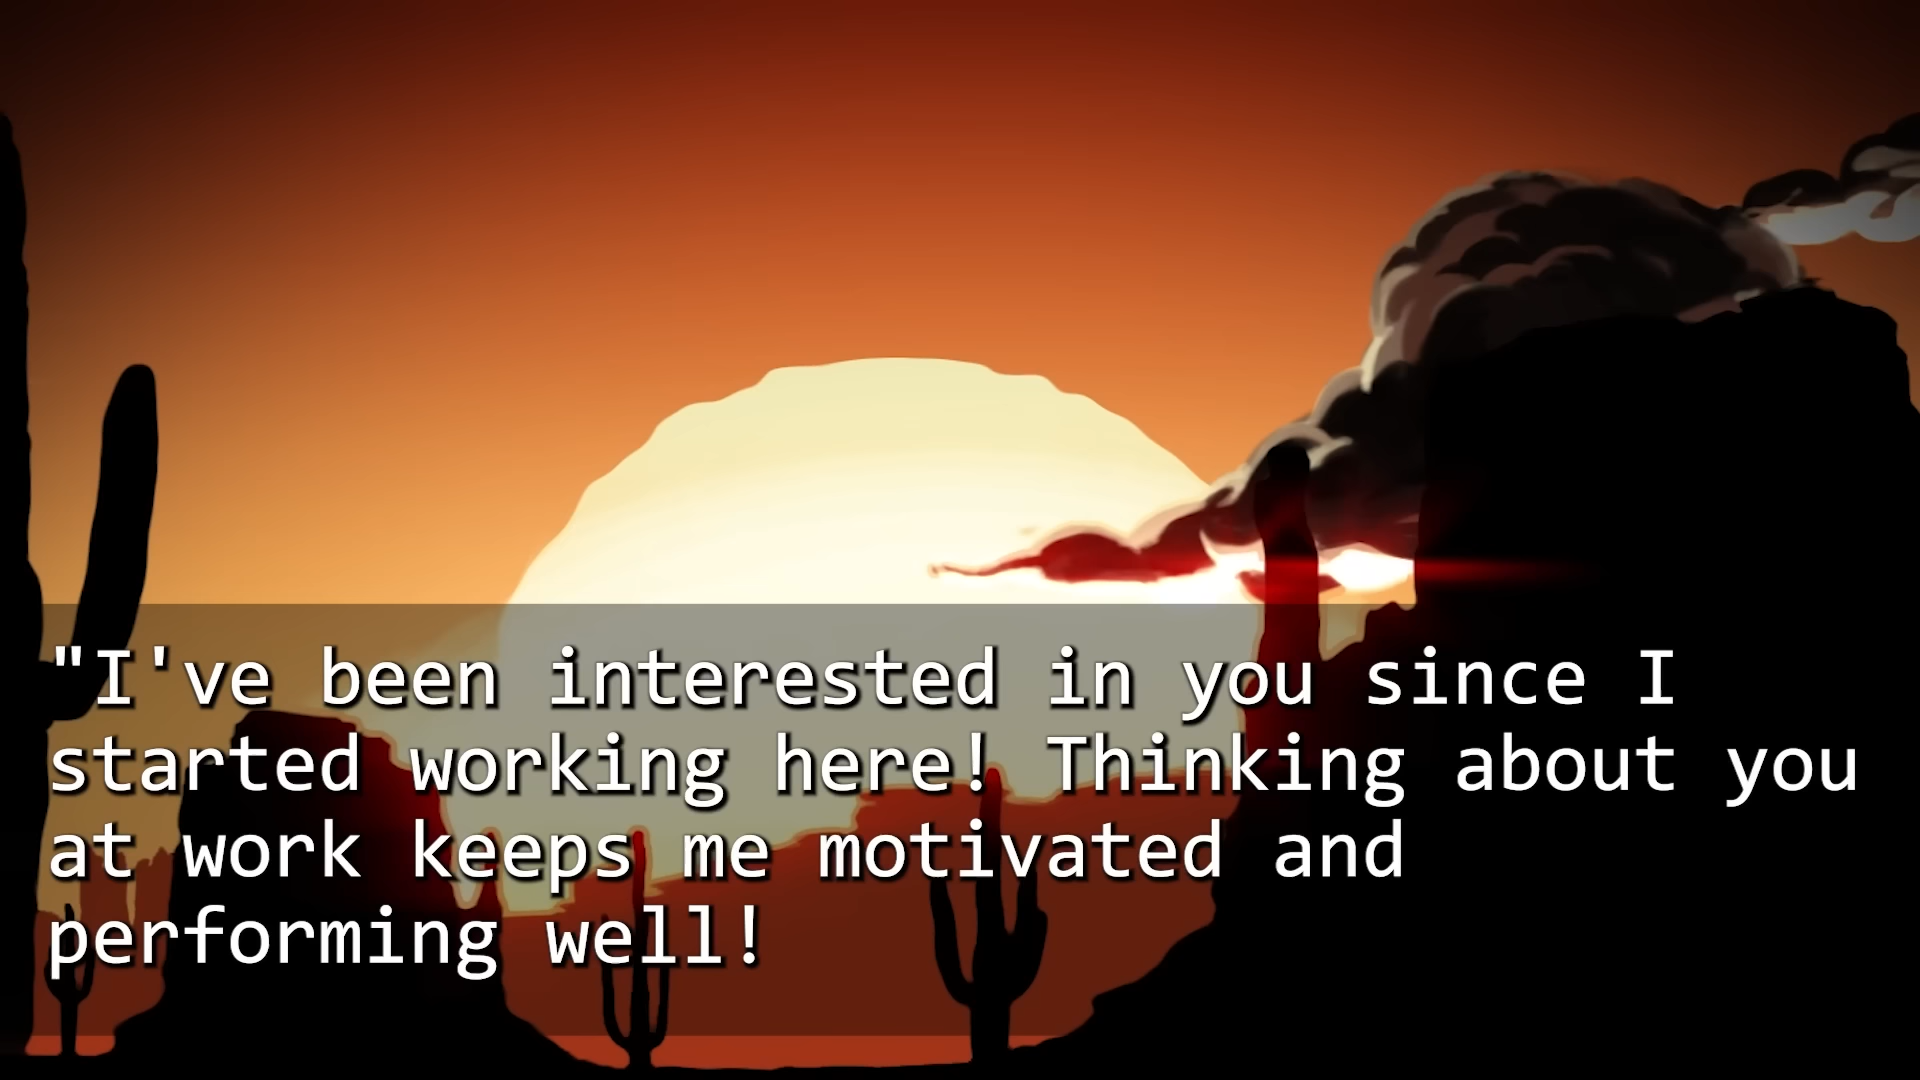 "I've been interested in you since I
started working here! Thinking about you
at work keeps me motivated and
performing well!